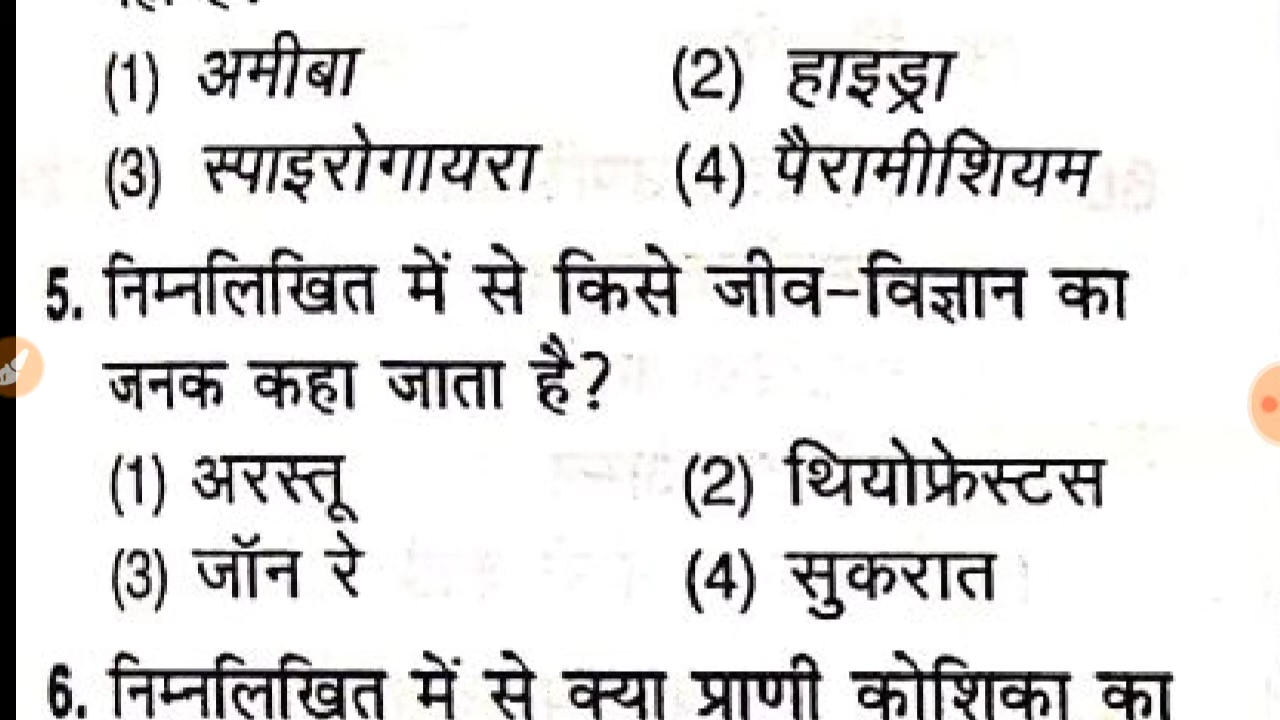 (1) अमीबा (2) हाइड्रा
(3) स्पाइरोगायरा (4) पैरामीशियम
5. निम्नलिखित में से किसे जीव-विज्ञान का
जनक कहा जाता है?
(1) अरस्तू (2) थियोफ्रेस्टस
(3) जॉन रे (4) सुकरात
6. निम्नलिखित में से क्या प्राणी कोशिका का